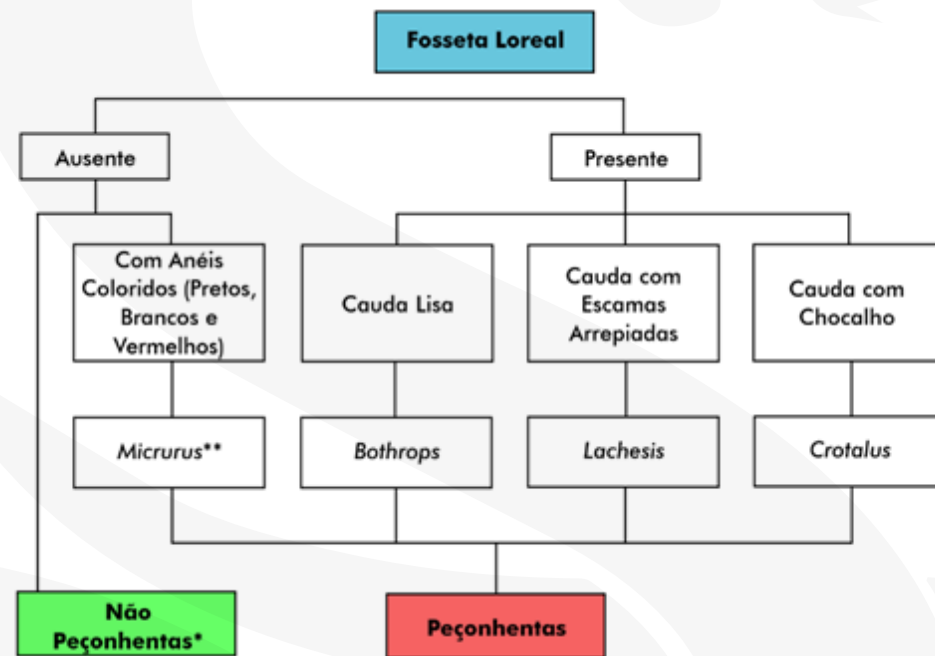 Fosseta Loreal
Ausente
Presente
Com Anéis
Coloridos (Pretos,
Brancos e
Vermelhos)
Cauda Lisa
Cauda com
Escamas
Arrepiadas
Cauda com
Chocalho
Micrurus**
Bothrops
Lachesis
Crotalus
Não
Peçonhentas*
Peçonhentas